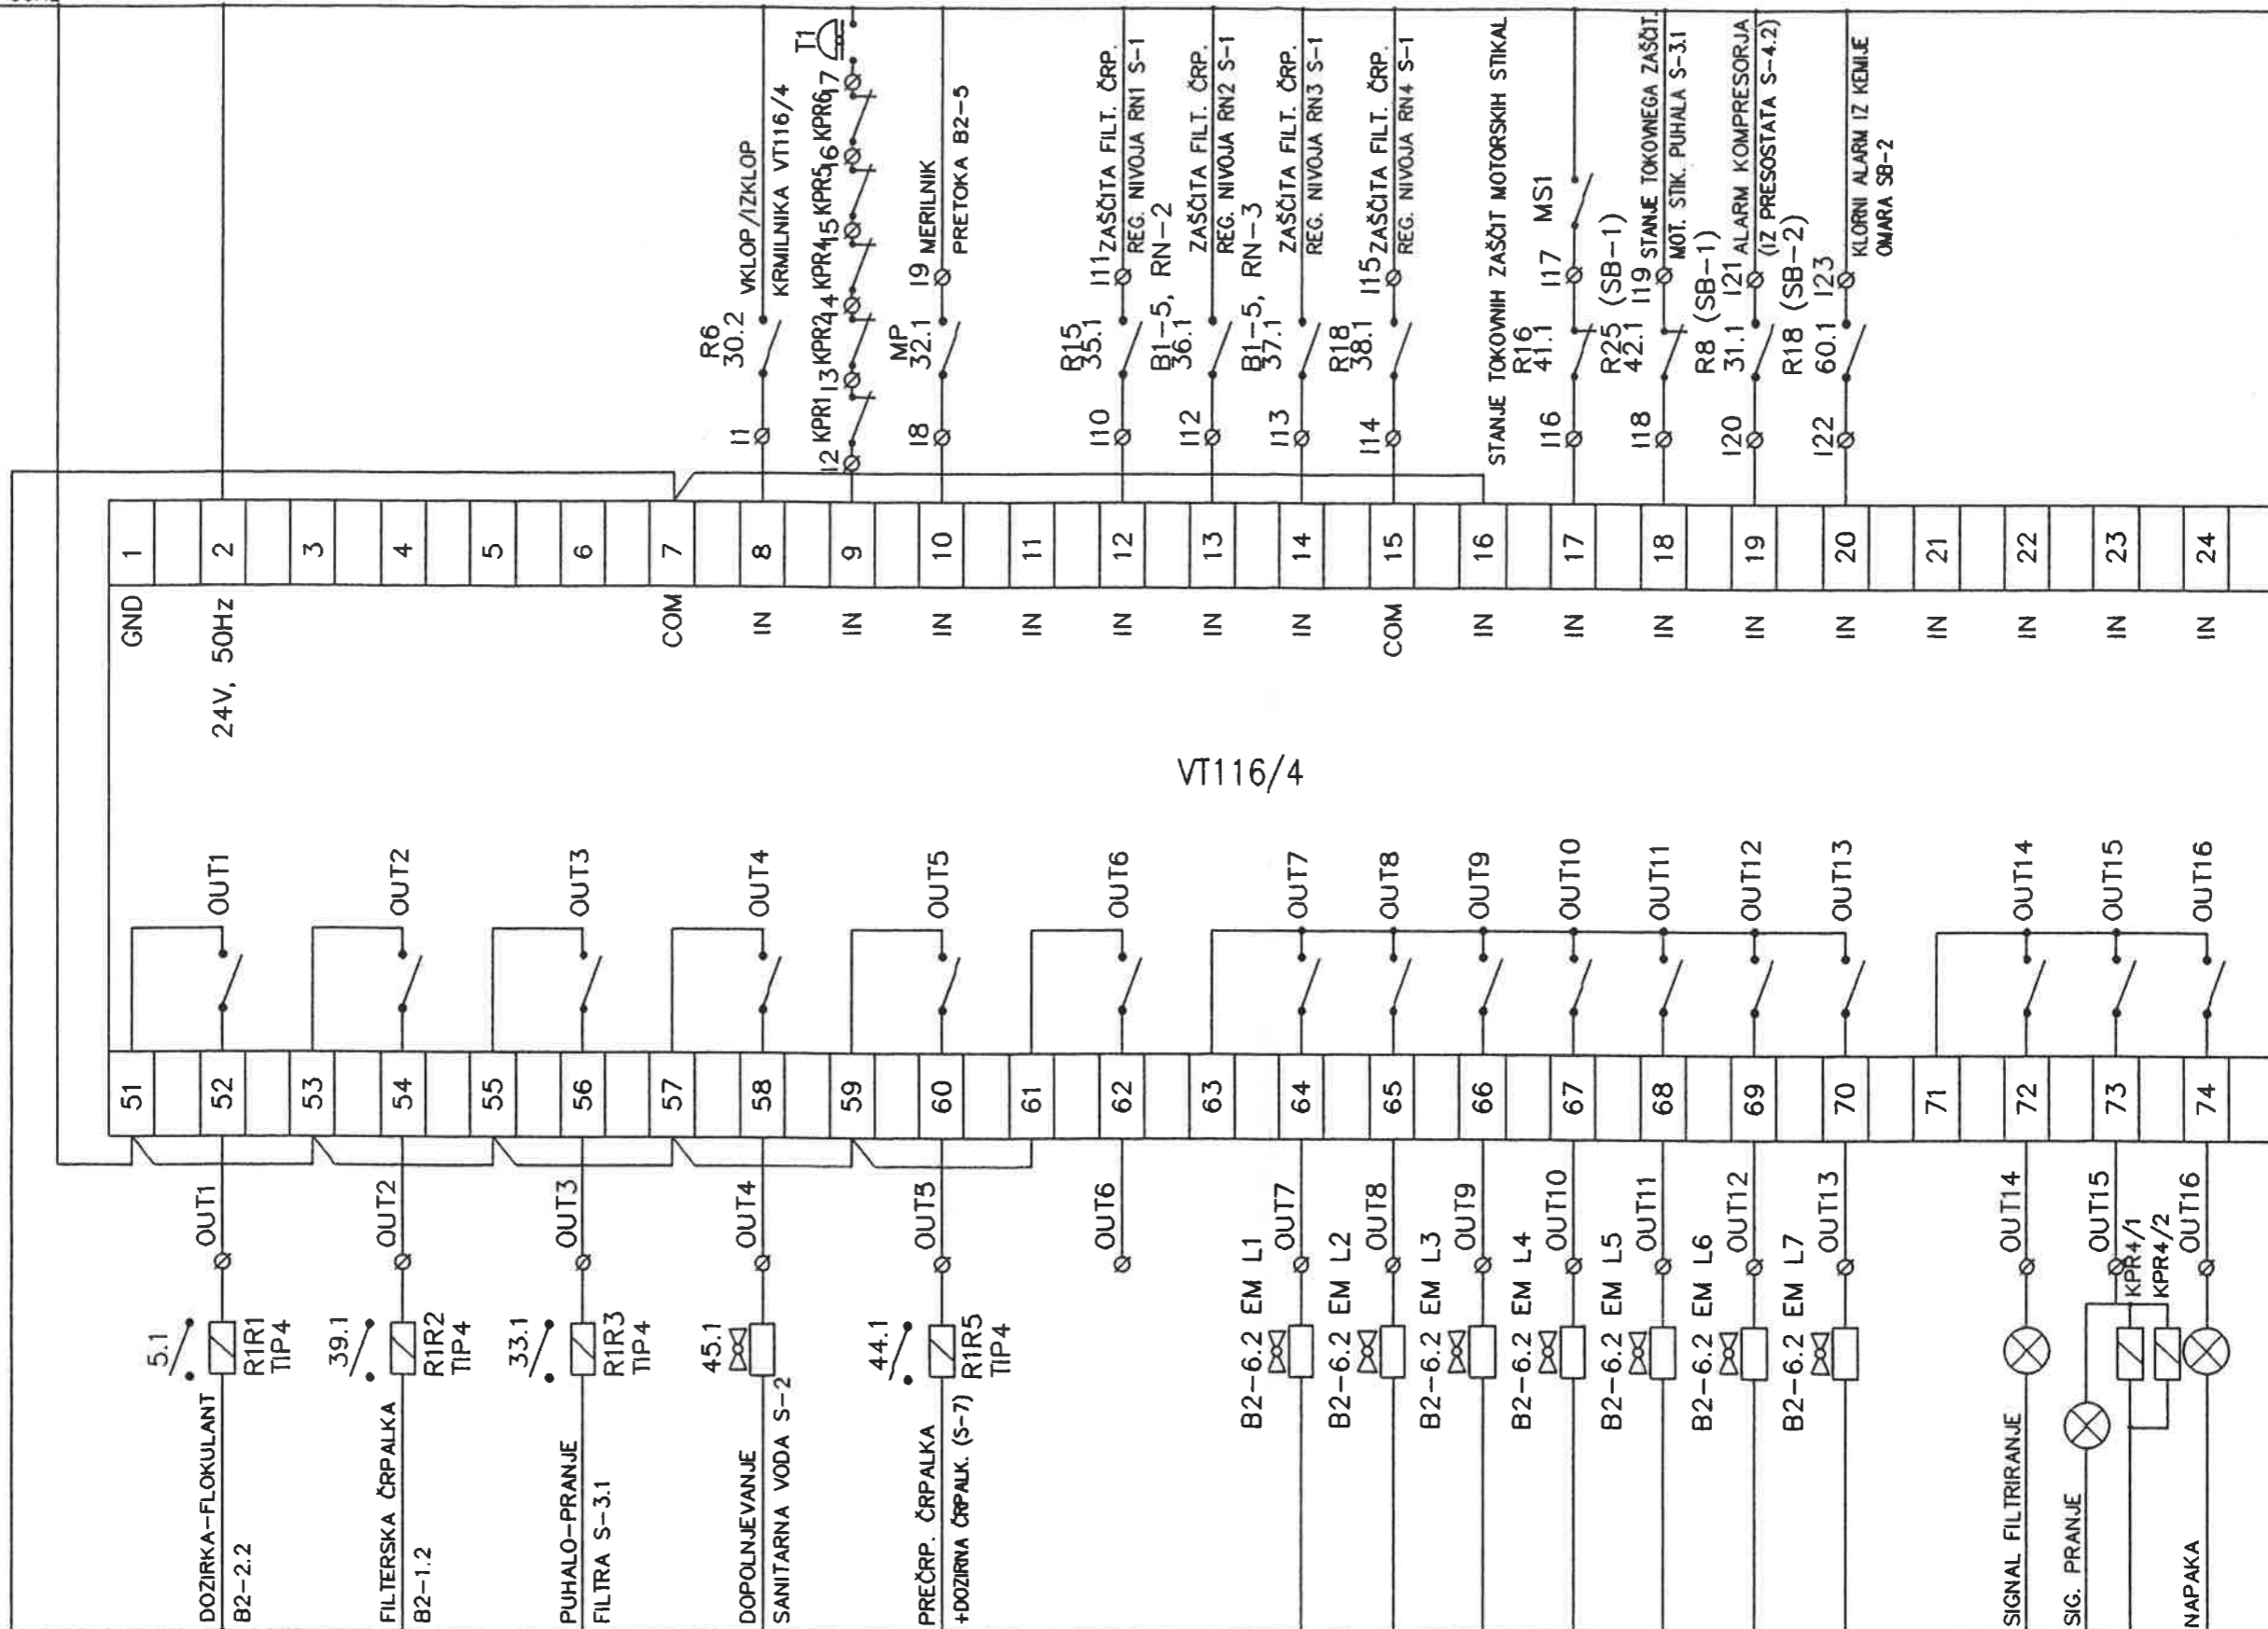 T1
I1
R6
30.2
VKLOP/IZKLOP
KRMILNIKA VT116/4
I2 KPR1 I3 KPR2 I4 KPR4 I5 KPR5 I6 KPR6 I7
I8
MP
32.1
I9 MERILNIK
PRETOKA B2-5
I10
R15
35.1
I11 ZAŠČITA FILT. ČRP.
REG. NIVOJA RN1 S-1
I12
B1-5, RN-2
36.1
ZAŠČITA FILT. ČRP.
REG. NIVOJA RN2 S-1
I13
B1-5, RN-3
37.1
ZAŠČITA FILT. ČRP.
REG. NIVOJA RN3 S-1
I14
R18
38.1
I15 ZAŠČITA FILT. ČRP.
REG. NIVOJA RN4 S-1
STANJE TOKOVNIH ZAŠČIT MOTORSKIH STIKAL
I16
R16
41.1
I17 MS1
I18
R25 (SB-1)
42.1
I19 STANJE TOKOVNEGA ZAŠČIT.
MOT. STIK. PUHALA S-3.1
I20
R8 (SB-1)
31.1
I21 ALARM KOMPRESORJA
(IZ PRESOSTATA S-4.2)
I22
R18 (SB-2)
60.1
I23
KLORNI ALARM IZ KEMIJE
OMARA SB-2
1 2 3 4 5 6 7 8 9 10 11 12 13 14 15 16 17 18 19 20 21 22 23 24
GND
24V, 50Hz
COM
IN
IN
IN
IN
IN
IN
IN
COM
IN
IN
IN
IN
IN
IN
IN
IN
IN
VT116/4
OUT1
OUT2
OUT3
OUT4
OUT5
OUT6
OUT7
OUT8
OUT9
OUT10
OUT11
OUT12
OUT13
OUT14
OUT15
OUT16
51 52 53 54 55 56 57 58 59 60 61 62 63 64 65 66 67 68 69 70 71 72 73 74
OUT1
5.1
R1R1
TIP4
DOZIRKA-FLOKULANT
B2-2.2
OUT2
39.1
R1R2
TIP4
FILTERSKA ČRPALKA
B2-1.2
OUT3
33.1
R1R3
TIP4
PUHALO-PRANJE
FILTRA S-3.1
OUT4
45.1
DOPOLNJEVANJE
SANITARNA VODA S-2
OUT5
44.1
R1R5
TIP4
PREČRP. ČRPALKA
+DOZIRNA ČRPALK. (S-7)
OUT6
OUT7
B2-6.2 EM L1
OUT8
B2-6.2 EM L2
OUT9
B2-6.2 EM L3
OUT10
B2-6.2 EM L4
OUT11
B2-6.2 EM L5
OUT12
B2-6.2 EM L6
OUT13
B2-6.2 EM L7
OUT14
SIGNAL FILTRIRANJE
OUT15
KPR4/1
KPR4/2
SIG. PRANJE
OUT16
NAPAKA